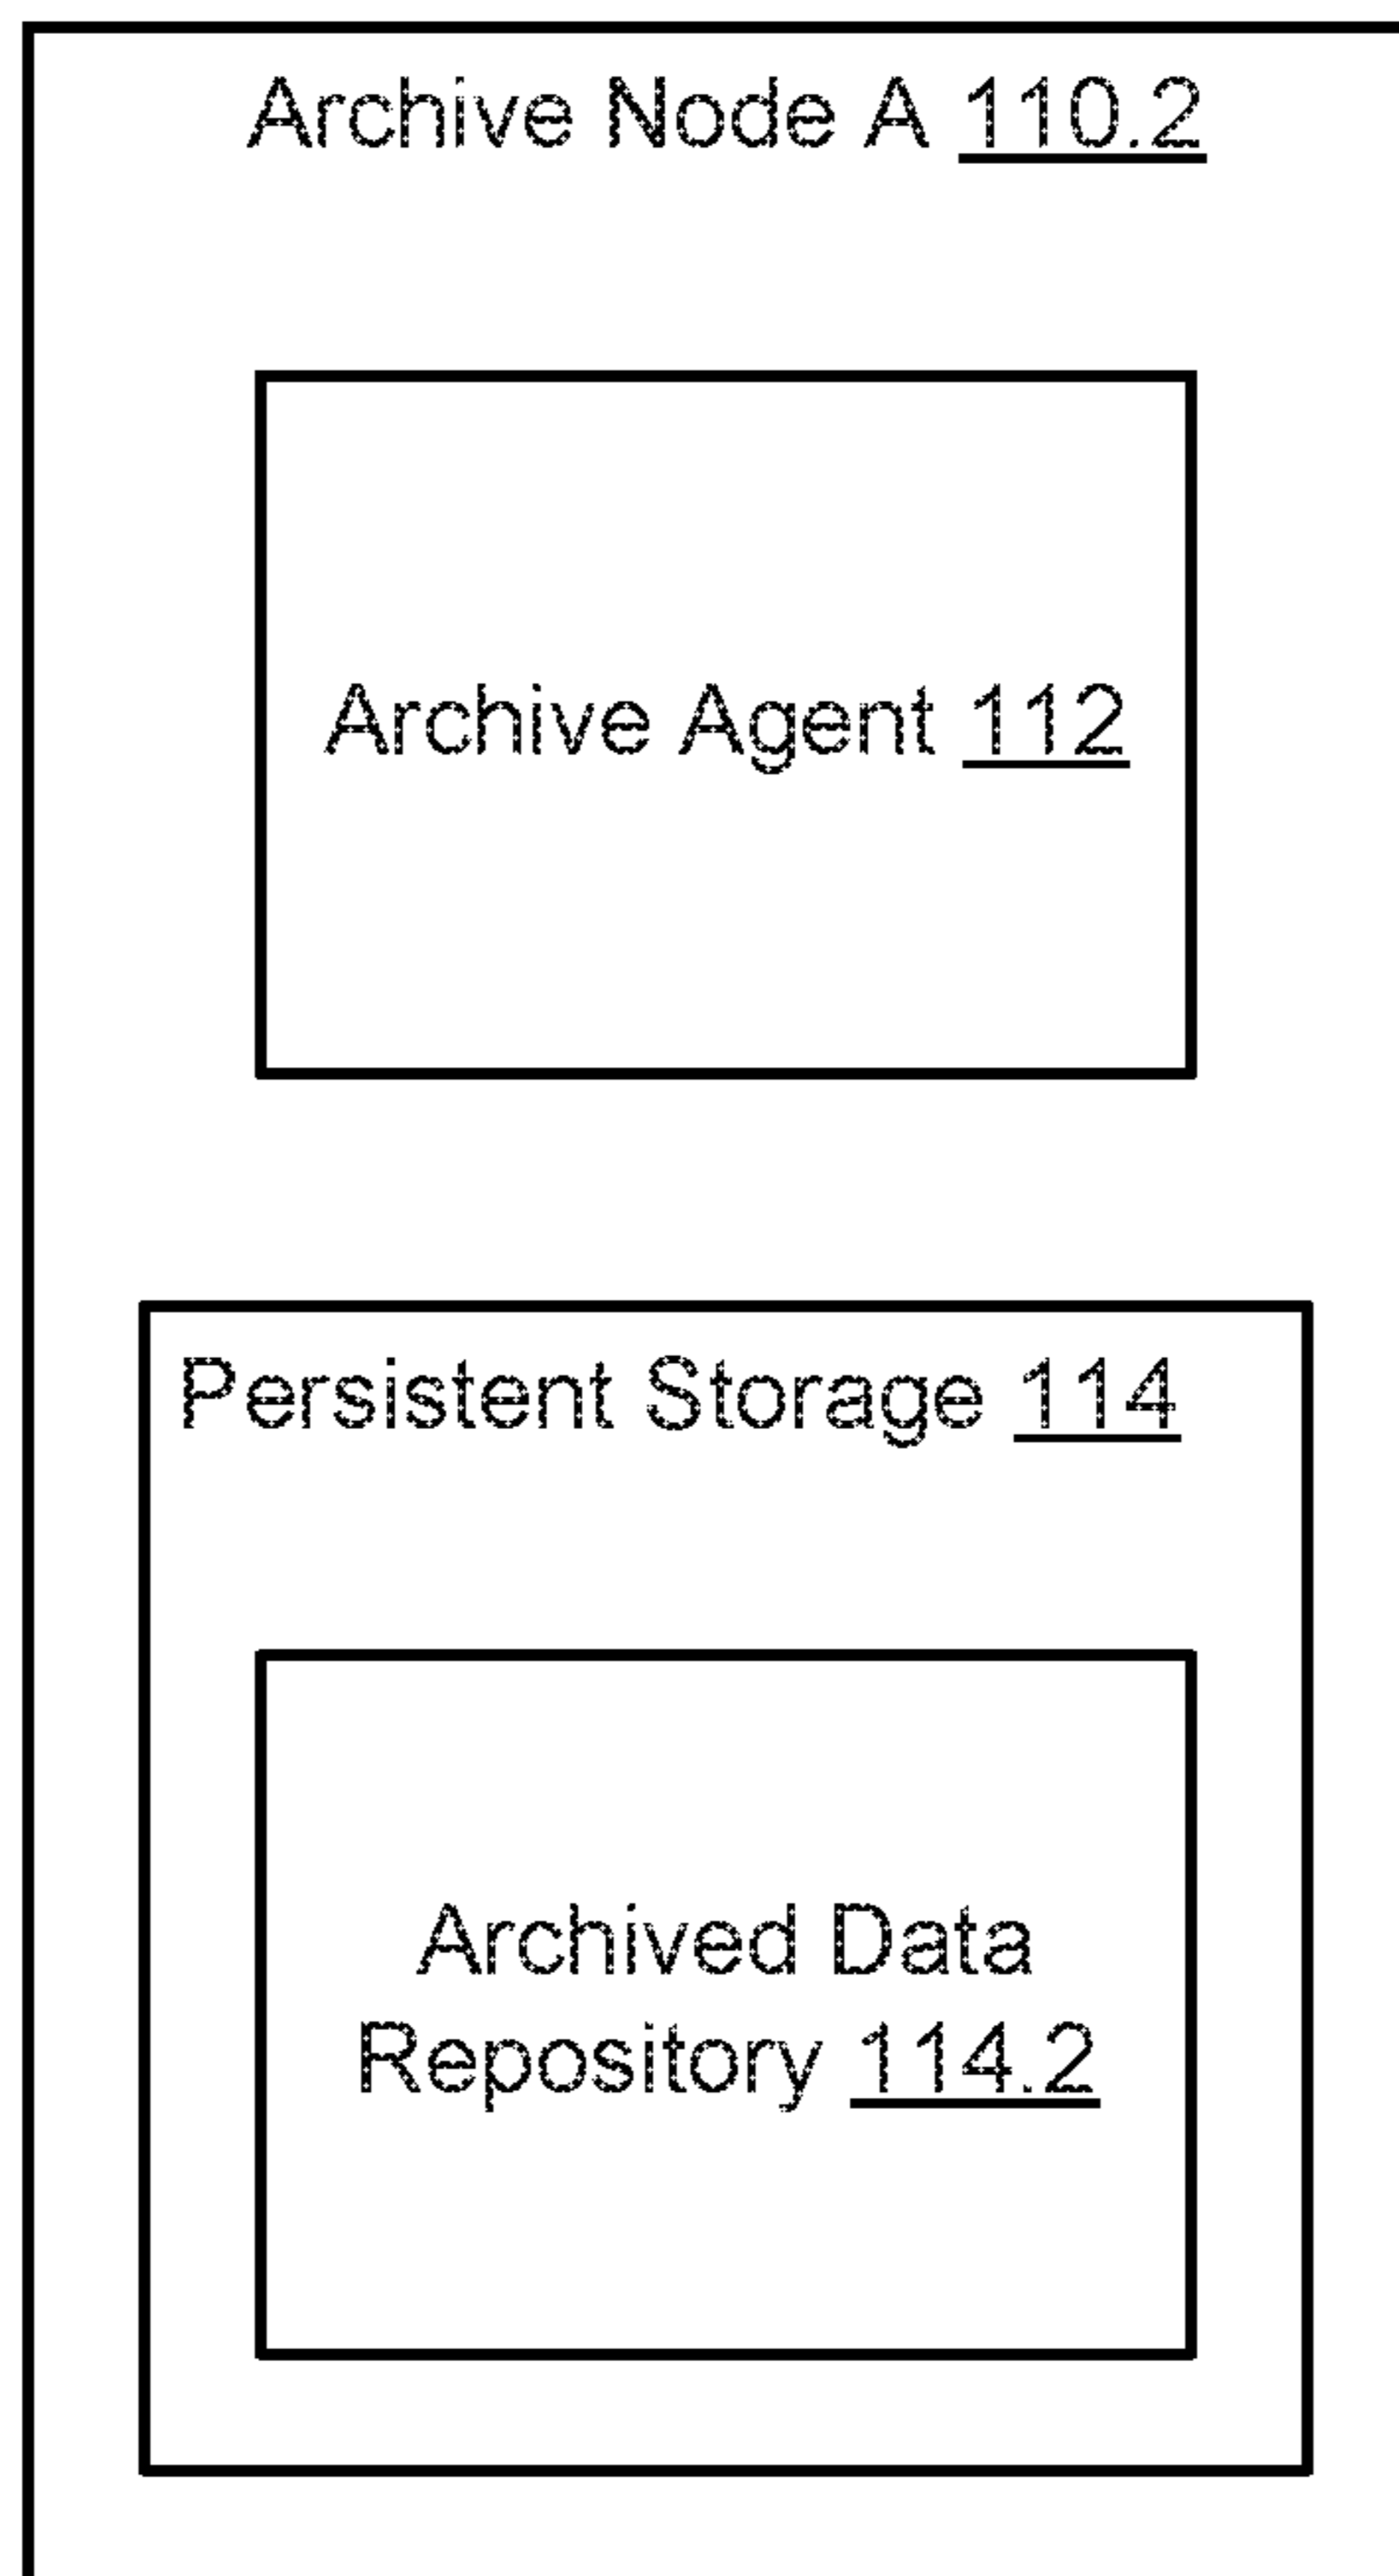 Archive Node A 110.2
Archive Agent 112
Persistent Storage 114
Archived Data
Repository 114.2